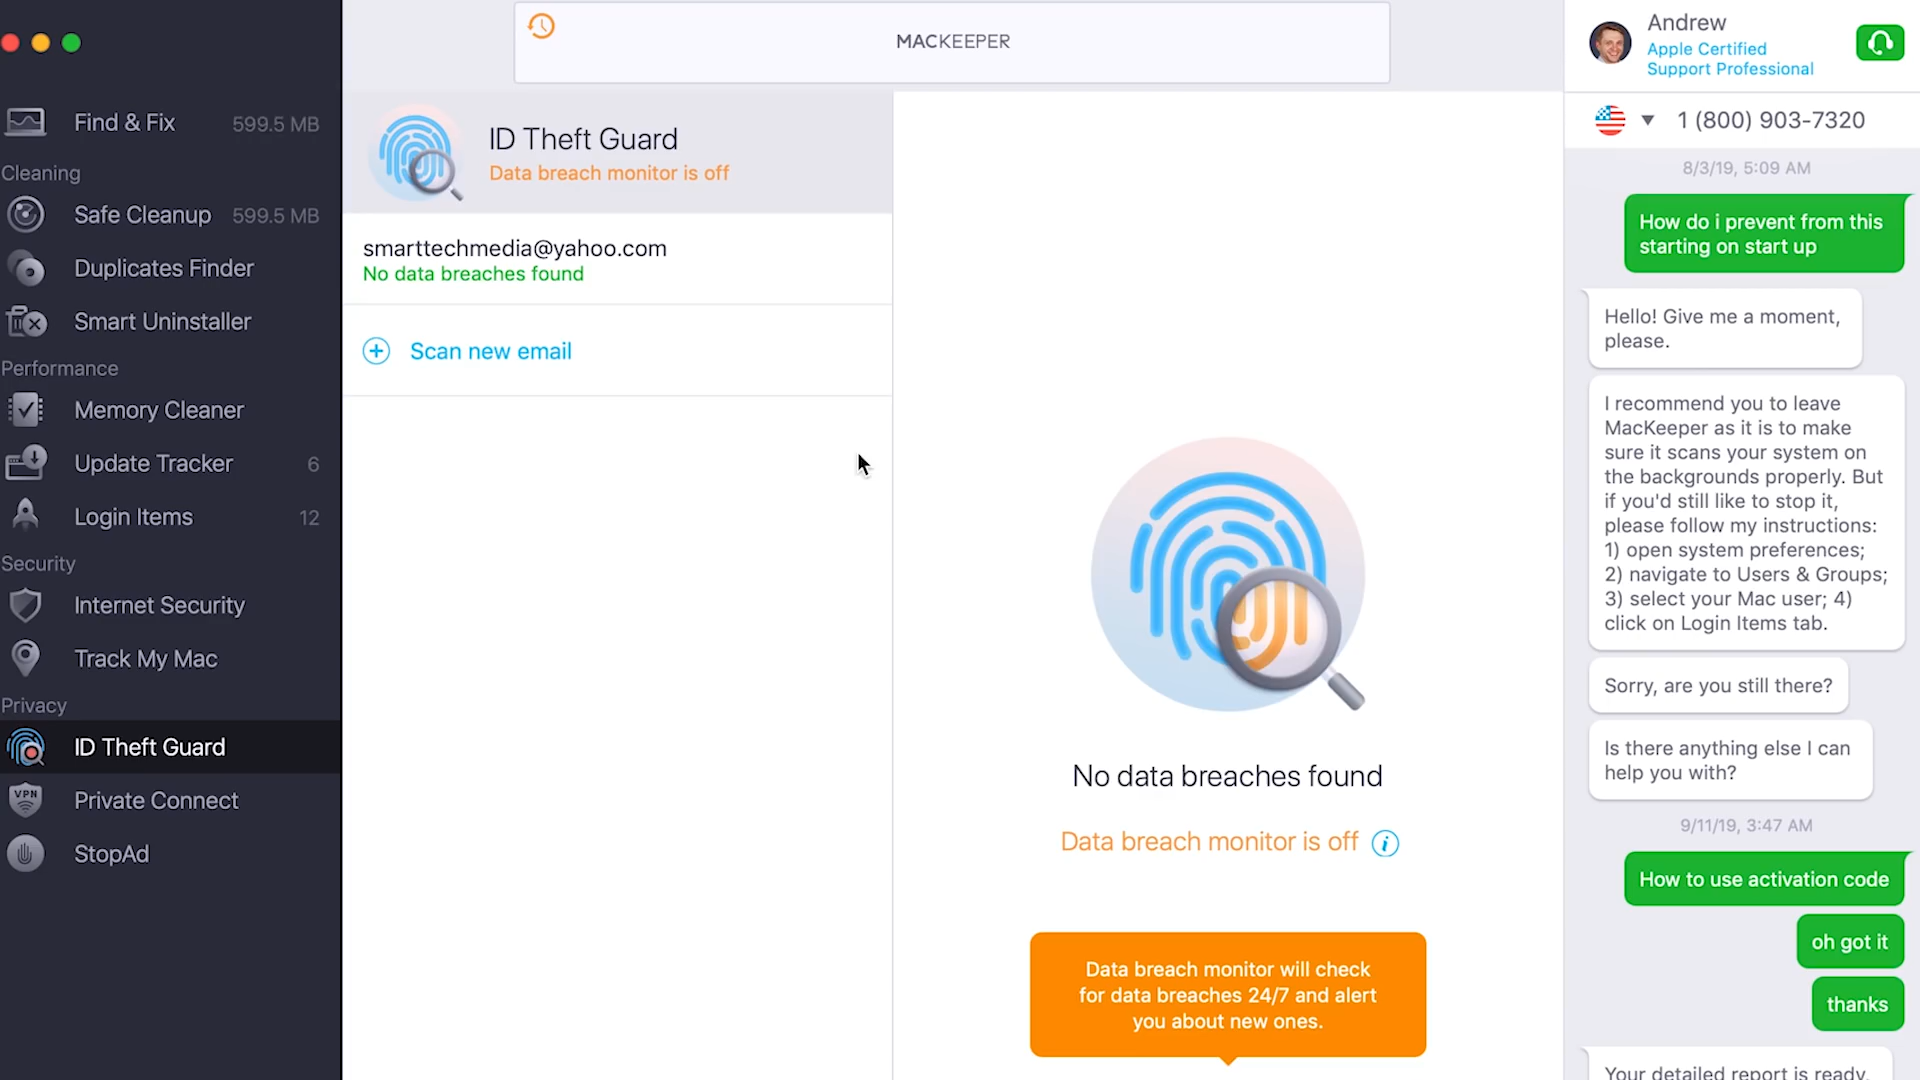 MACKEEPER
Find & Fix 599.5 MB
Cleaning
Safe Cleanup 599.5 MB
Duplicates Finder
Smart Uninstaller
Performance
Memory Cleaner
Update Tracker 6
Login Items 12
Security
Internet Security
Track My Mac
Privacy
ID Theft Guard
VPN
Private Connect
StopAd
ID Theft Guard
Data breach monitor is off
smarttechmedia@yahoo.com
No data breaches found
Scan new email
No data breaches found
Data breach monitor is off i
Data breach monitor will check
for data breaches 24/7 and alert
you about new ones.
Andrew
Apple Certified
Support Professional
1 (800) 903-7320
8/3/19, 5:09 AM
How do i prevent from this
starting on start up
Hello! Give me a moment,
please.
I recommend you to leave
MacKeeper as it is to make
sure it scans your system on
the backgrounds properly. But
if you'd still like to stop it,
please follow my instructions:
1) open system preferences;
2) navigate to Users & Groups;
3) select your Mac user; 4)
click on Login Items tab.
Sorry, are you still there?
Is there anything else I can
help you with?
9/11/19, 3:47 AM
How to use activation code
oh got it
thanks
Your detailed report is ready.